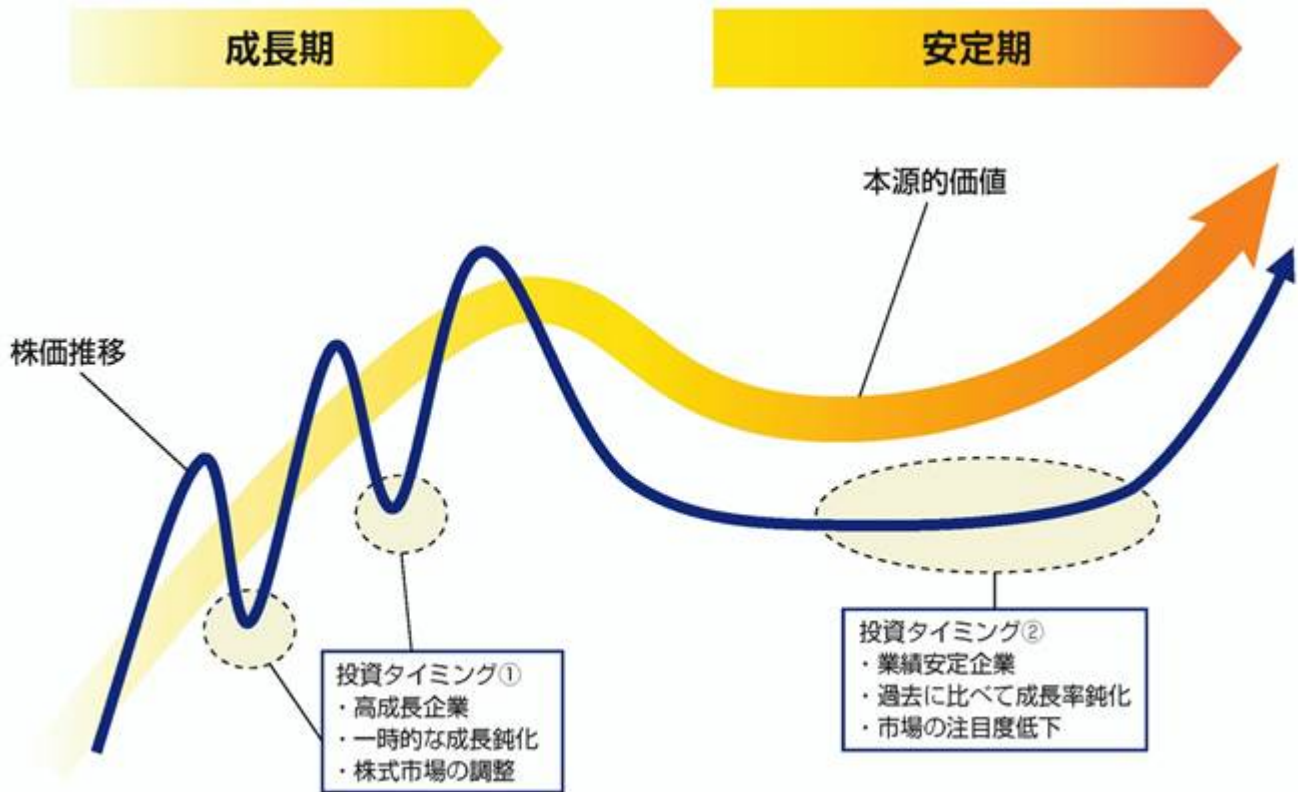 成長期
安定期
本源的価値
株価推移
投資タイミング①
・高成長企業
・一時的な成長鈍化
・株式市場の調整
投資タイミング②
・業績安定企業
・過去に比べて成長率鈍化
・市場の注目度低下